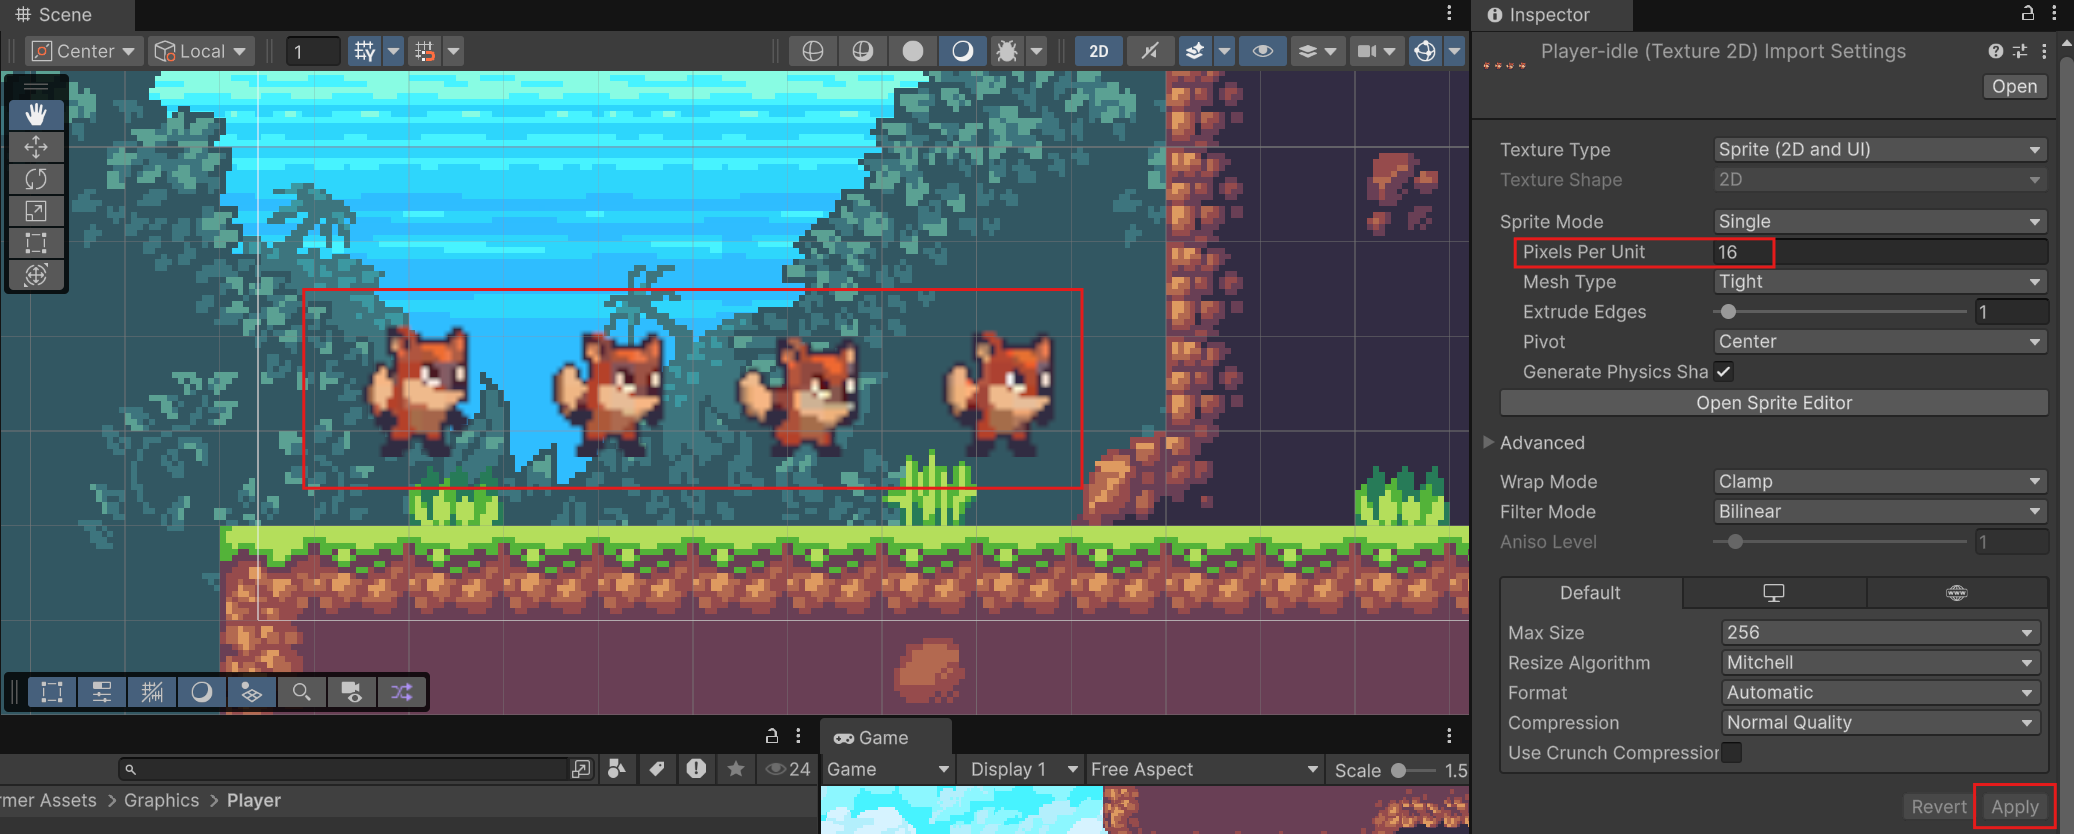 Scene
Center
Local
1
2D
Inspector
Player-idle (Texture 2D) Import Settings
Open
Texture Type
Sprite (2D and UI)
Texture Shape
2D
Sprite Mode
Single
Pixels Per Unit
16
Mesh Type
Tight
Extrude Edges
1
Pivot
Center
Generate Physics Sha
Open Sprite Editor
Advanced
Wrap Mode
Clamp
Filter Mode
Bilinear
Aniso Level
1
Default
www
Max Size
256
Resize Algorithm
Mitchell
Format
Automatic
Compression
Normal Quality
Use Crunch Compression
Revert
Apply
24
rmer Assets > Graphics > Player
Game
Game
Display 1
Free Aspect
Scale
1.5